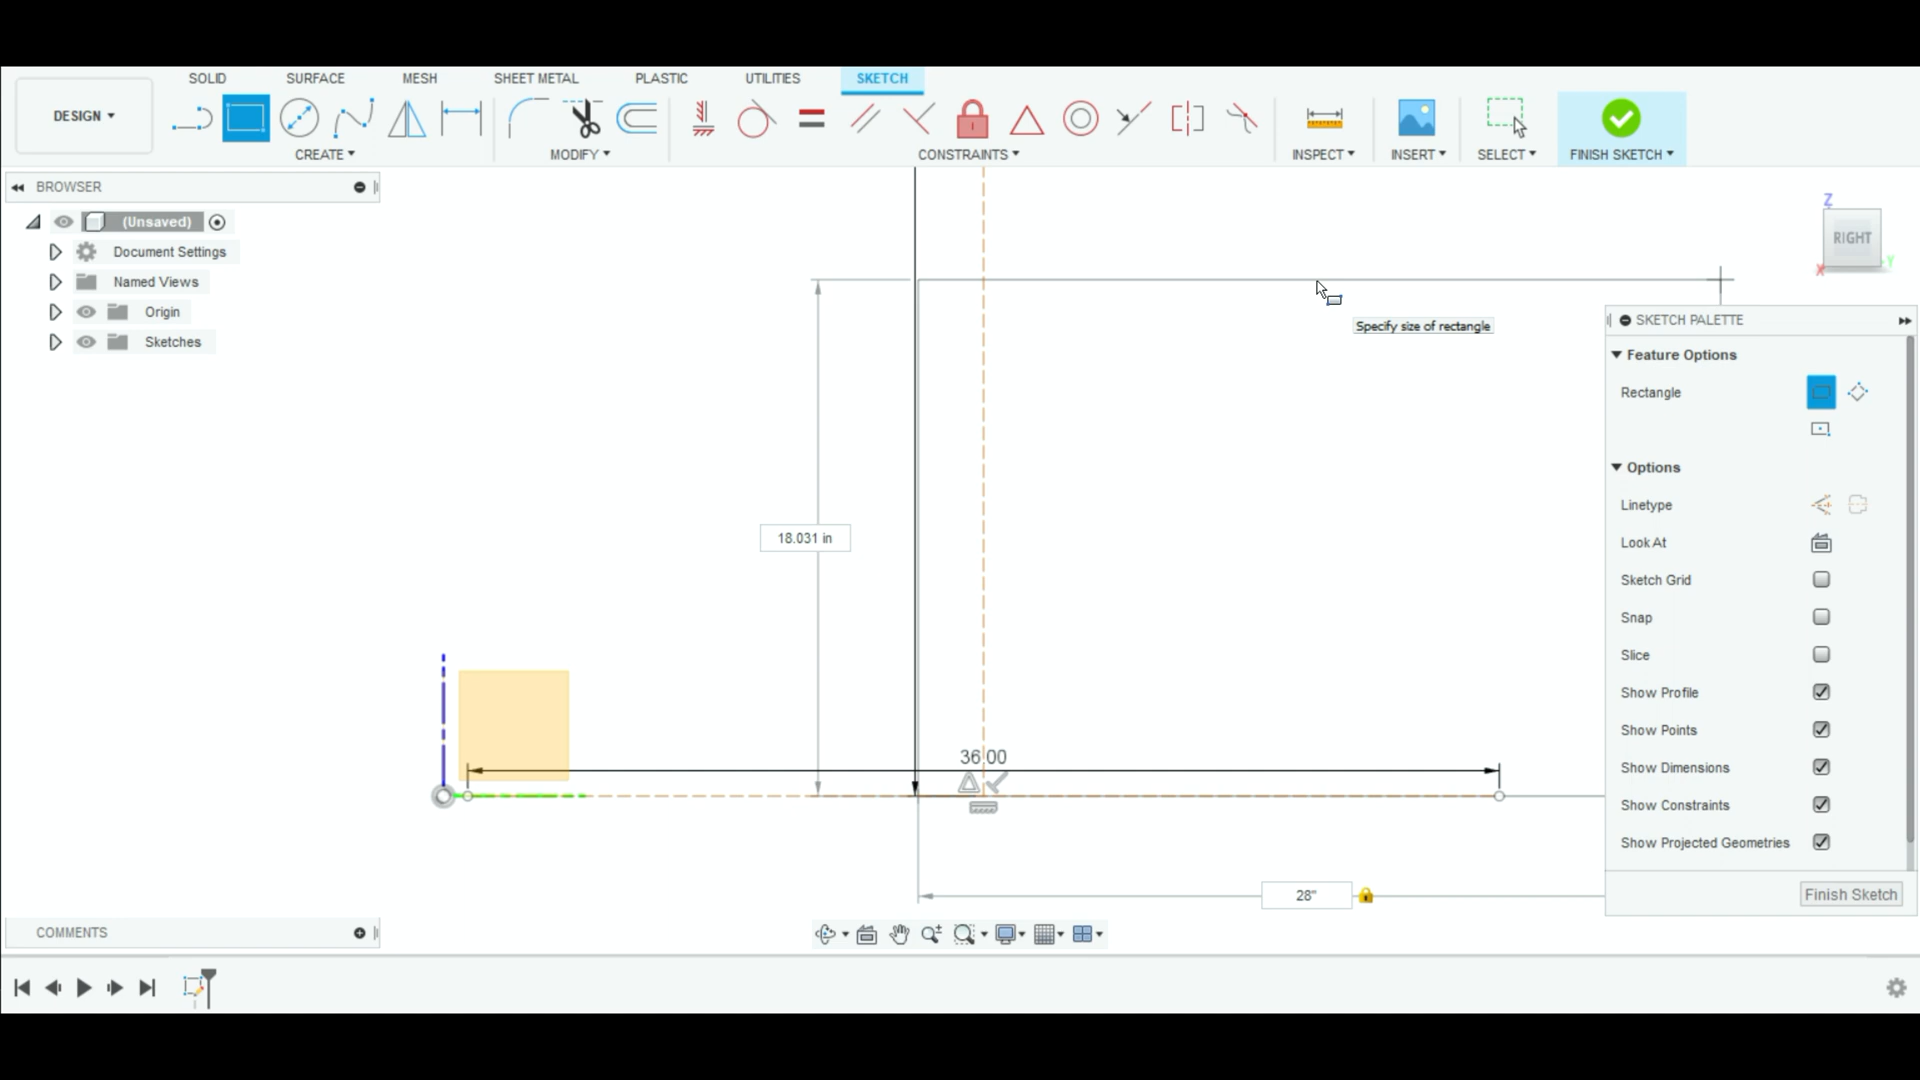 SOLID SURFACE MESH SHEET METAL PLASTIC UTILITIES SKETCH
DESIGN
CREATE MODIFY CONSTRAINTS INSPECT INSERT SELECT FINISH SKETCH
BROWSER
(Unsaved)
Document Settings
Named Views
Origin
Sketches
Z
RIGHT
X
Y
Specify size of rectangle
SKETCH PALETTE
Feature Options
Rectangle
Options
Linetype
Look At
Sketch Grid
Snap
Slice
Show Profile
Show Points
Show Dimensions
Show Constraints
Show Projected Geometries
Finish Sketch
18.031 in
36.00
28"
COMMENTS